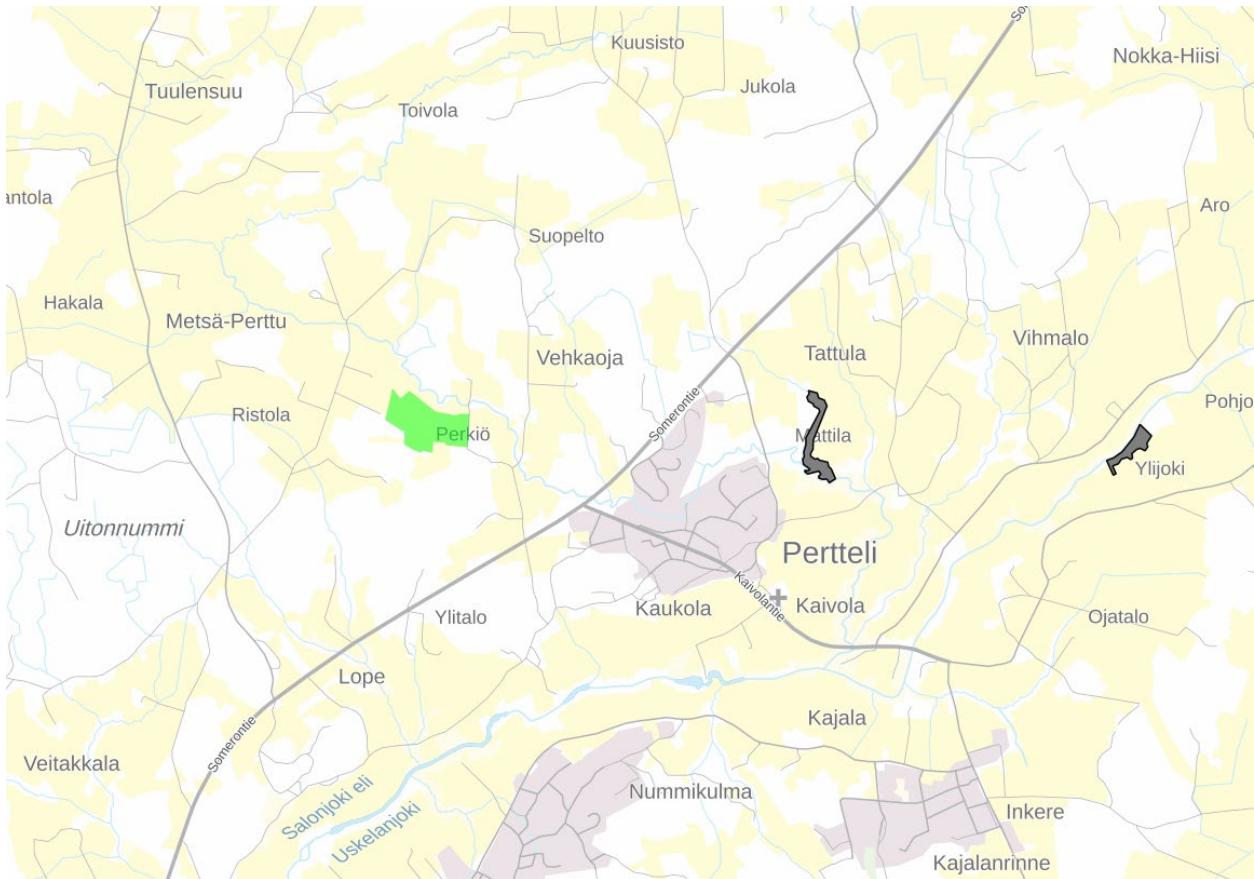 So
Kuusisto
Nokka-Hiisi
Jukola
Tuulensuu
Toivola
antola
Aro
Suopelto
Hakala
Metsä-Perttu
Vihmalo
Vehkaoja
Tattula
Pohjo
Somerontie
Ristola
Perkiö
Mattila
Ylijoki
Uitonnummi
Pertteli
Kaivolantie
Kaukola
Kaivola
Ylitalo
Ojatalo
Lope
Kajala
Somerontie
Veitakkala
Nummikulma
Salonjoki eli
Uskelanjoki
Inkere
Kajalanrinne